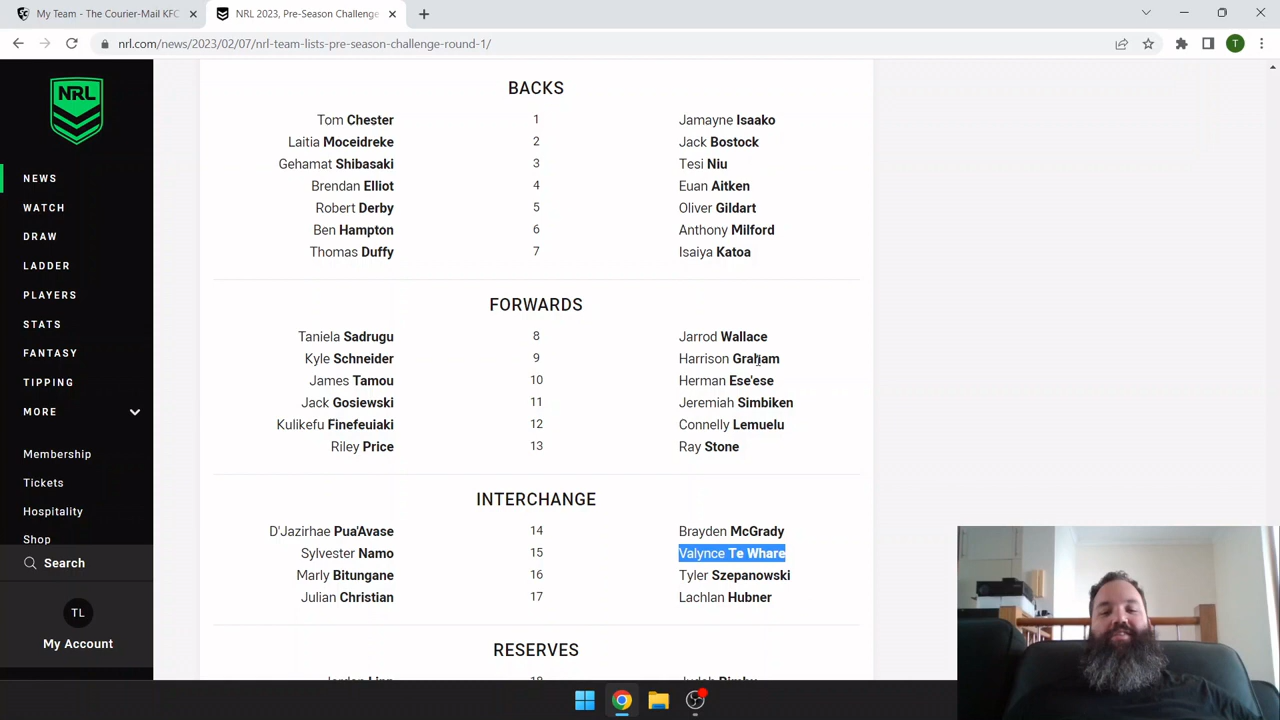 My Team - The Courier-Mail KFC
NRL 2023, Pre-Season Challenge
nrl.com/news/2023/02/07/nrl-team-lists-pre-season-challenge-round-1/
T
NRL
NEWS
WATCH
DRAW
LADDER
PLAYERS
STATS
FANTASY
TIPPING
MORE
Membership
Tickets
Hospitality
Shop
Search
TL
My Account
BACKS
Tom Chester 1 Jamayne Isaako
Laitia Moceidreke 2 Jack Bostock
Gehamat Shibasaki 3 Tesi Niu
Brendan Elliot 4 Euan Aitken
Robert Derby 5 Oliver Gildart
Ben Hampton 6 Anthony Milford
Thomas Duffy 7 Isaiya Katoa
FORWARDS
Taniela Sadrugu 8 Jarrod Wallace
Kyle Schneider 9 Harrison Graham
James Tamou 10 Herman Ese'ese
Jack Gosiewski 11 Jeremiah Simbiken
Kulikefu Finefeuiaki 12 Connelly Lemuelu
Riley Price 13 Ray Stone
INTERCHANGE
D'Jazirhae Pua'Avase 14 Brayden McGrady
Sylvester Namo 15 Valynce Te Whare
Marly Bitungane 16 Tyler Szepanowski
Julian Christian 17 Lachlan Hubner
RESERVES